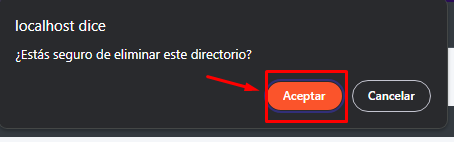 localhost dice
¿Estás seguro de eliminar este directorio?
Aceptar
Cancelar